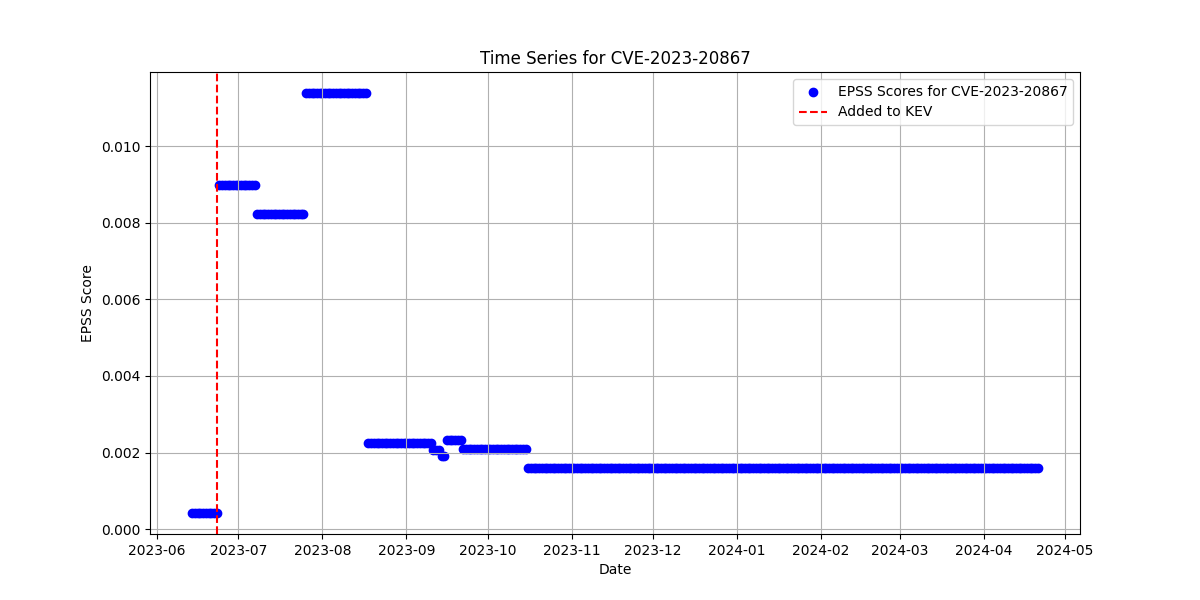 Time Series for CVE-2023-20867
EPSS Scores for CVE-2023-20867
Added to KEV
EPSS Score
0.010
0.008
0.006
0.004
0.002
0.000
2023-06 2023-07 2023-08 2023-09 2023-10 2023-11 2023-12 2024-01 2024-02 2024-03 2024-04 2024-05
Date